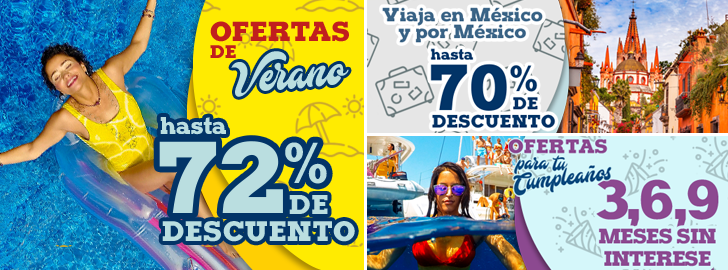 OFERTAS
DE
Verano
hasta
72%
DE
DESCUENTO
Viaja en México
y por México
hasta
70%
DE
DESCUENTO
OFERTAS
para tu
Cumpleaños
3,6,9
MESES SIN
INTERESE